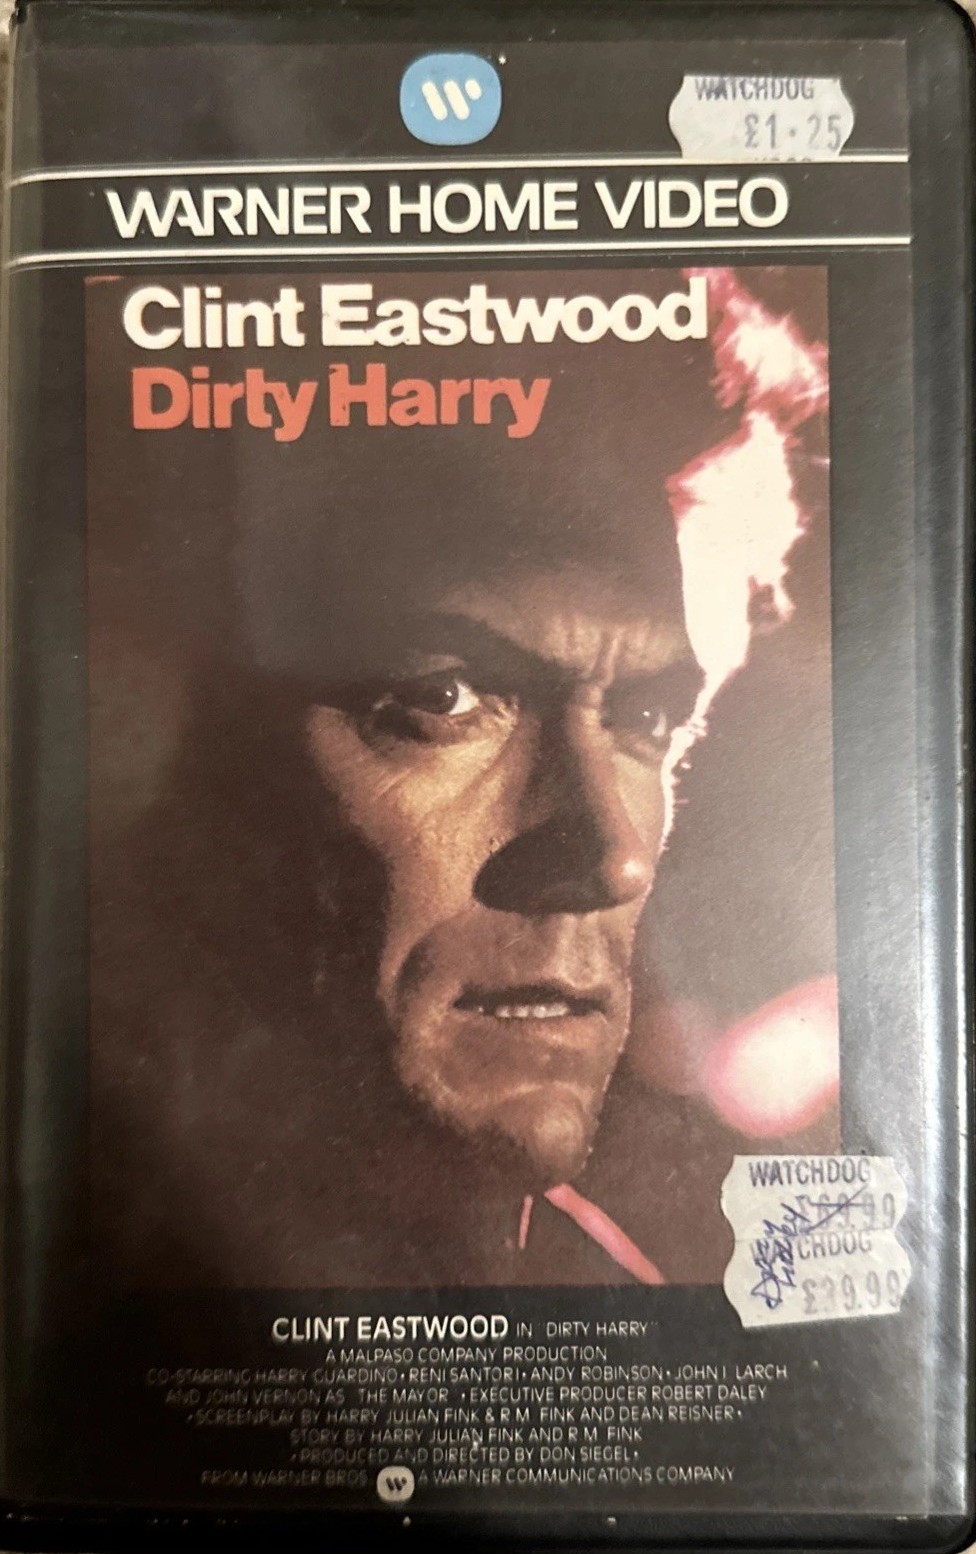 WATCHDOG
£1.25
WARNER HOME VIDEO
Clint Eastwood
Dirty Harry
WATCHDOG
CHDOG
£39.99
CLINT EASTWOOD IN "DIRTY HARRY"
A MALPASO COMPANY PRODUCTION
CO-STARRING HARRY GUARDINO • RENI SANTORI • ANDY ROBINSON • JOHN LARCH
AND JOHN VERNON AS "THE MAYOR" • EXECUTIVE PRODUCER ROBERT DALEY
• SCREENPLAY BY HARRY JULIAN FINK & R.M. FINK AND DEAN REISNER •
STORY BY HARRY JULIAN FINK AND R.M. FINK
• PRODUCED AND DIRECTED BY DON SIEGEL •
FROM WARNER BROS A WARNER COMMUNICATIONS COMPANY